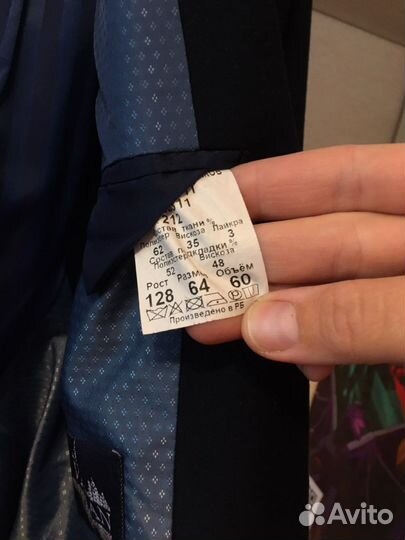 11
212
Состав ткани %
Полиэстер Вискоза Лайкра
62 35 3
Состав подкладки %
Полиэстер Вискоза
52 48
Рост Размер Объём
128 64 60
Произведено в РБ
Avito